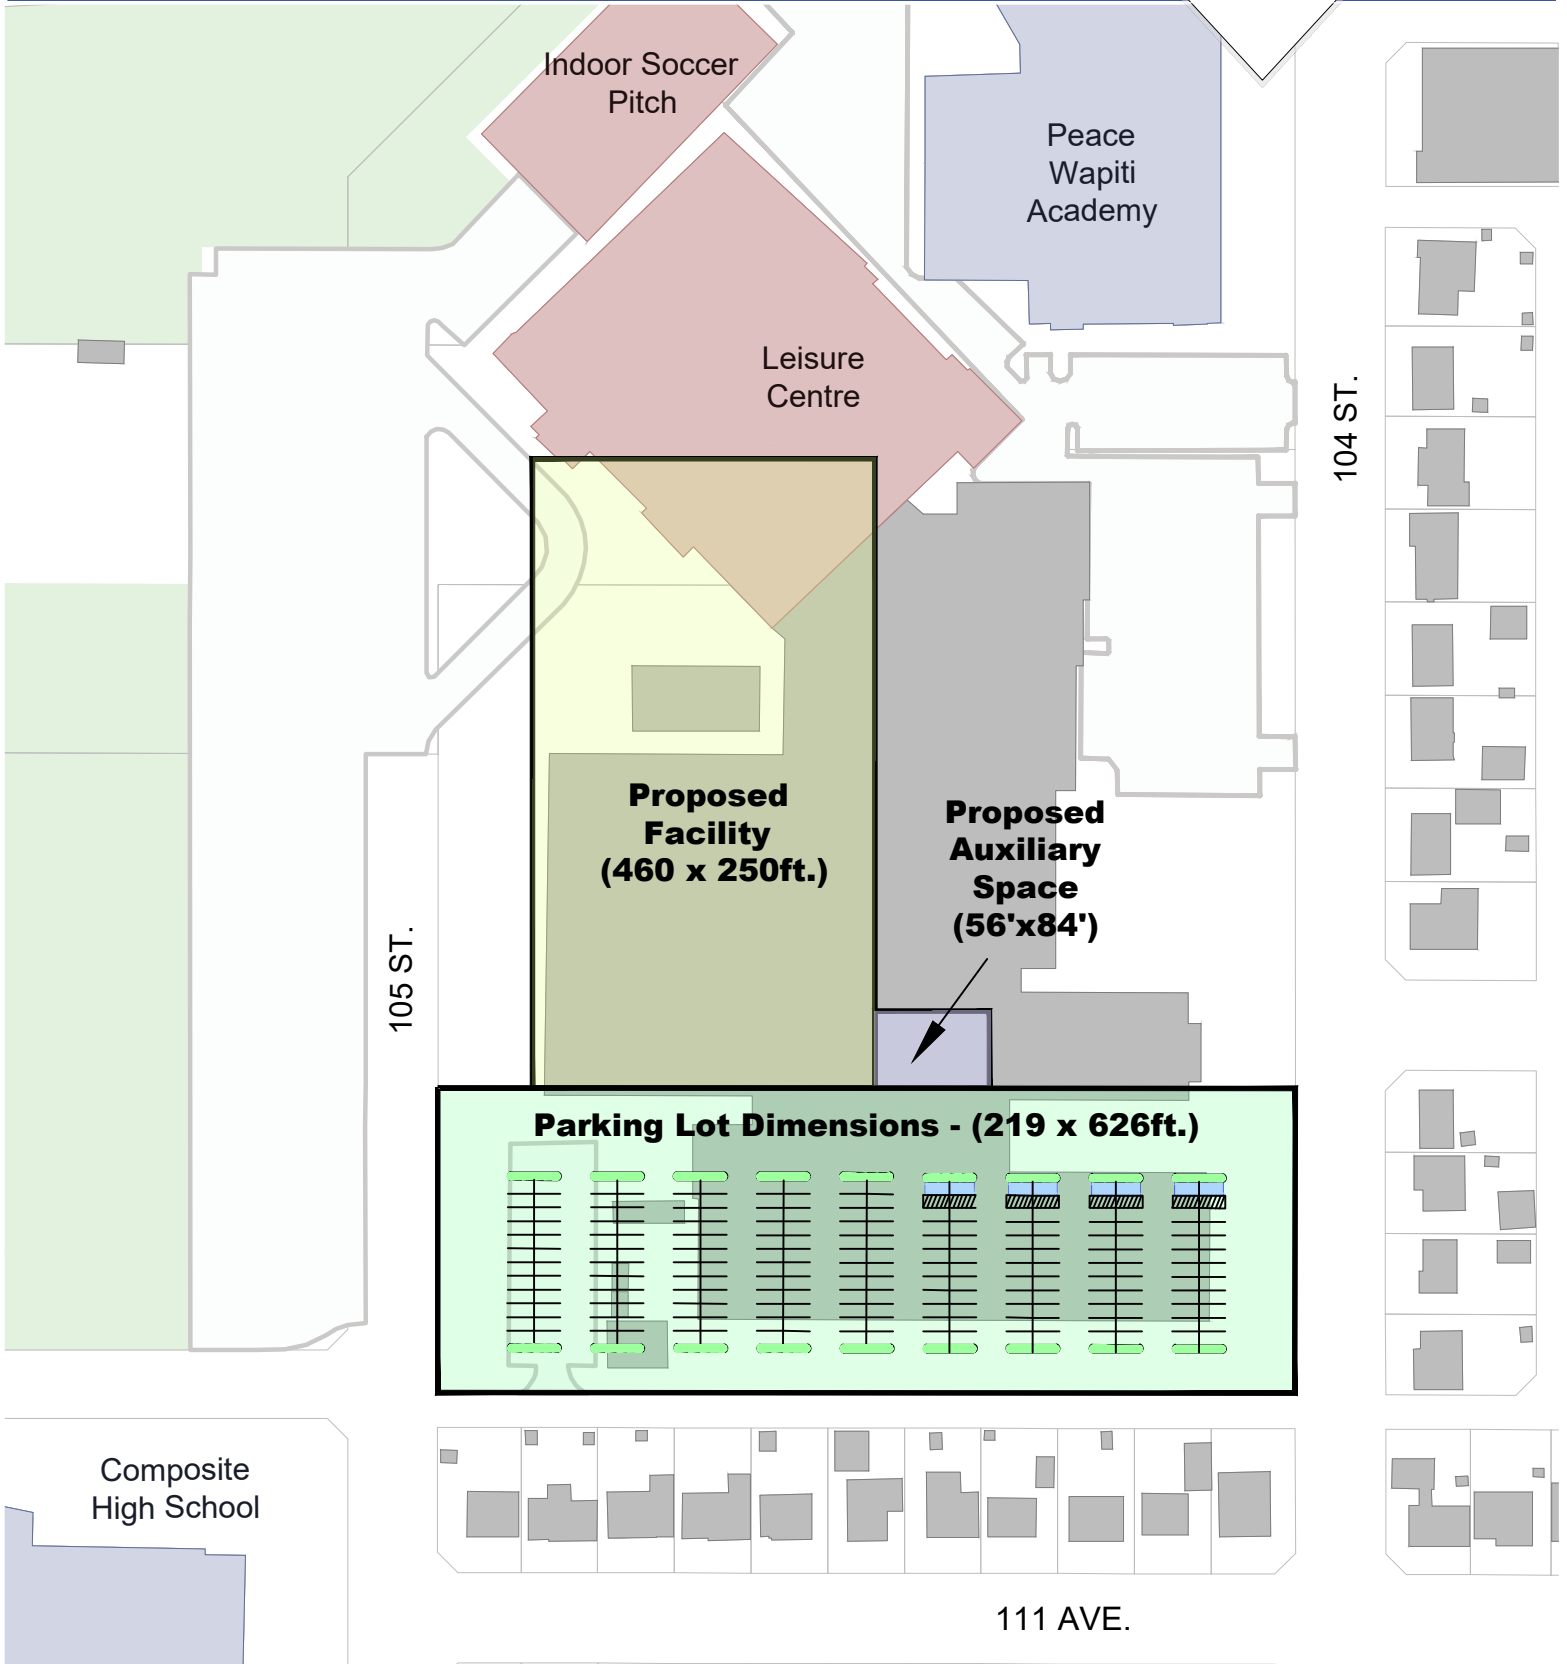 Indoor Soccer
Pitch
Peace
Wapiti
Academy
Leisure
Centre
104 ST.
Proposed
Facility
(460 x 250ft.)
Proposed
Auxiliary
Space
(56'x84')
105 ST.
Parking Lot Dimensions - (219 x 626ft.)
Composite
High School
111 AVE.